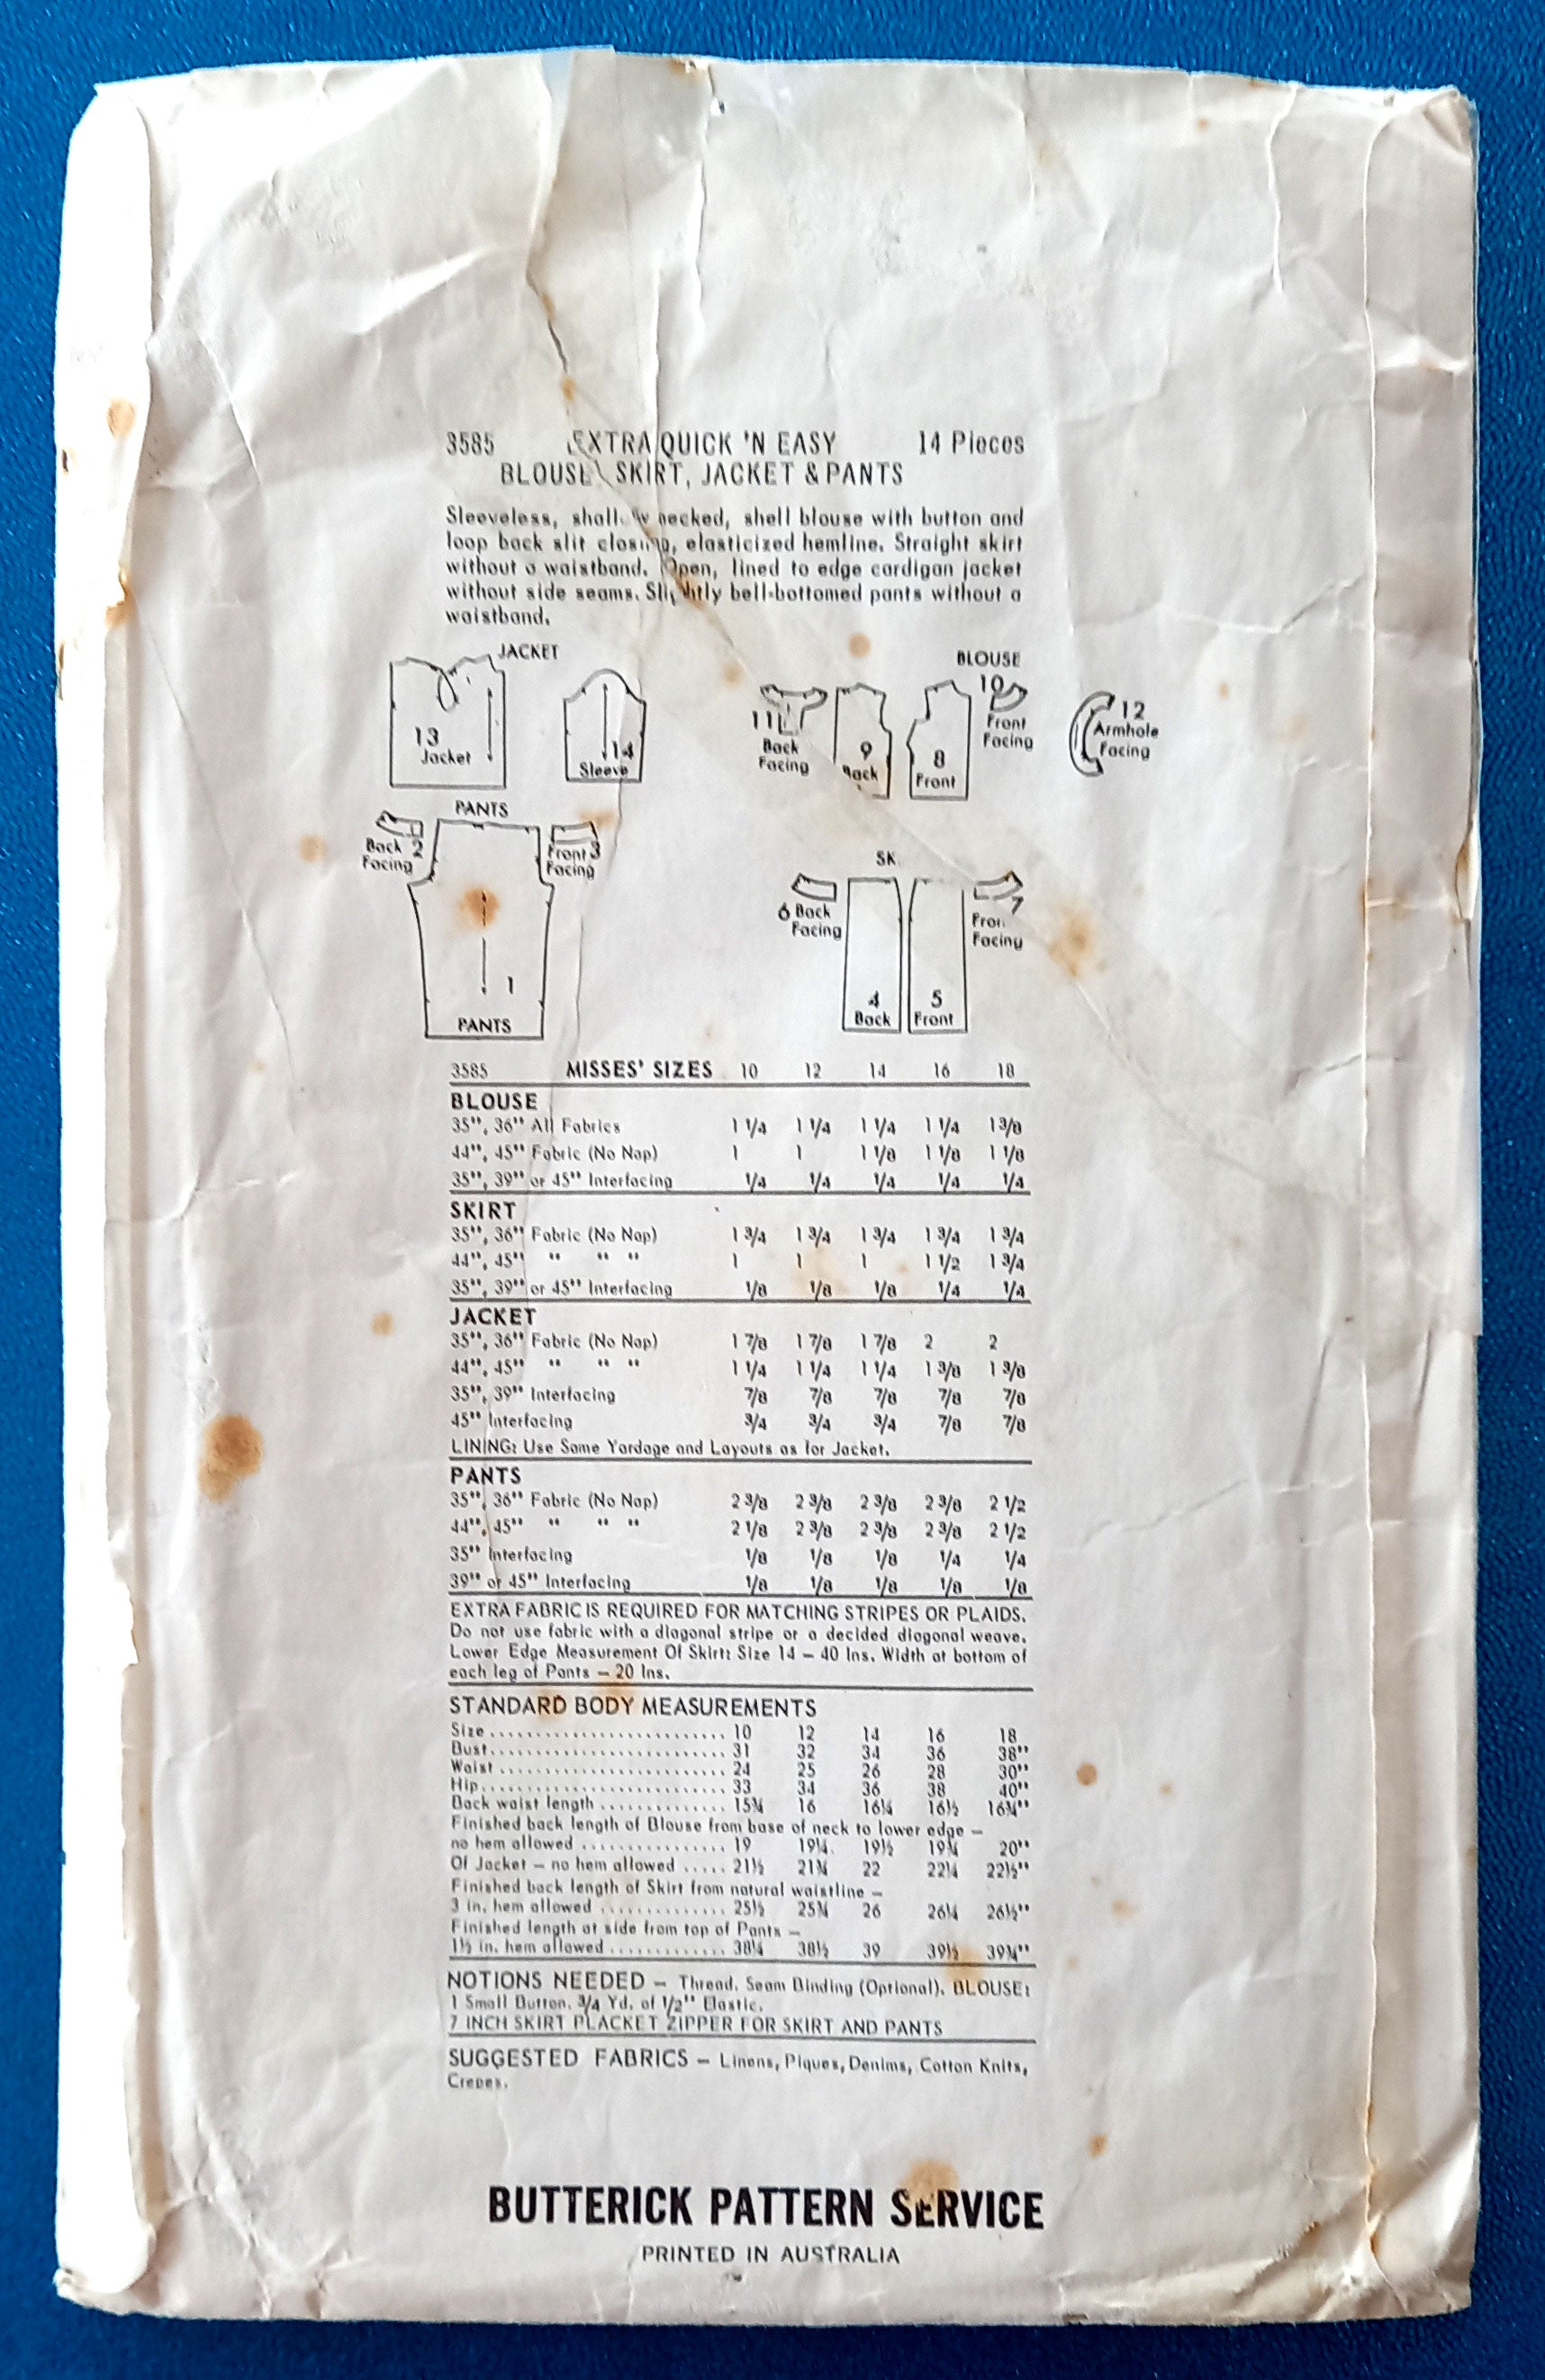 3585 EXTRA QUICK 'N EASY 14 Pieces
BLOUSE, SKIRT, JACKET & PANTS
Sleeveless, necked, shell blouse with button and
loop back slit closing, elasticized hemline. Straight skirt
without a waistband. Open, lined to edge cardigan jacket
without side seams. Slightly bell-bottomed pants without a
waistband.
JACKET
13
Jacket
14
Sleeve
BLOUSE
11
Back
Facing
9
Back
8
Front
10
Front
Facing
12
Armhole
Facing
PANTS
Back 2
Facing
Front 3
Facing
1
PANTS
SK
6 Back
Facing
4
Back
5
Front
7
Front
Facing
3585 MISSES' SIZES 10 12 14 16 18
BLOUSE
35", 36" All Fabrics 1 1/4 1 1/4 1 1/4 1 1/4 1 3/8
44", 45" Fabric (No Nap) 1 1 1 1/8 1 1/8 1 1/8
35", 39" or 45" Interfacing 1/4 1/4 1/4 1/4 1/4
SKIRT
35", 36" Fabric (No Nap) 1 3/4 1 3/4 1 3/4 1 3/4 1 3/4
44", 45" " " " 1 1 1 1 1/2 1 3/4
35", 39" or 45" Interfacing 1/8 1/8 1/8 1/4 1/4
JACKET
35", 36" Fabric (No Nap) 1 7/8 1 7/8 1 7/8 2 2
44", 45" " " " 1 1/4 1 1/4 1 1/4 1 3/8 1 3/8
35", 39" Interfacing 7/8 7/8 7/8 7/8 7/8
45" Interfacing 3/4 3/4 3/4 7/8 7/8
LINING: Use Same Yardage and Layouts as for Jacket.
PANTS
35", 36" Fabric (No Nap) 2 3/8 2 3/8 2 3/8 2 3/8 2 1/2
44", 45" " " " 2 1/8 2 3/8 2 3/8 2 3/8 2 1/2
35" Interfacing 1/8 1/8 1/8 1/4 1/4
39" or 45" Interfacing 1/8 1/8 1/8 1/8 1/8
EXTRA FABRIC IS REQUIRED FOR MATCHING STRIPES OR PLAIDS.
Do not use fabric with a diagonal stripe or a decided diagonal weave.
Lower Edge Measurement Of Skirt: Size 14 – 40 Ins. Width at bottom of
each leg of Pants – 20 Ins.
STANDARD BODY MEASUREMENTS
Size .......................... 10 12 14 16 18
Bust.......................... 31 32 34 36 38"
Waist ......................... 24 25 26 28 30"
Hip........................... 33 34 36 38 40"
Back waist length .............. 15¾ 16 16¼ 16½ 16¾"
Finished back length of Blouse from base of neck to lower edge –
no hem allowed ................ 19 19¼ 19½ 19¾ 20"
Of Jacket – no hem allowed ..... 21½ 21¾ 22 22¼ 22½"
Finished back length of Skirt from natural waistline –
3 in. hem allowed .............. 25½ 25¾ 26 26¼ 26½"
Finished length at side from top of Pants –
1½ in. hem allowed ............. 38¼ 38½ 39 39½ 39¾"
NOTIONS NEEDED – Thread, Seam Binding (Optional). BLOUSE:
1 Small Button. 3/4 Yd. of 1/2" Elastic.
7 INCH SKIRT PLACKET ZIPPER FOR SKIRT AND PANTS
SUGGESTED FABRICS – Linens, Piques, Denims, Cotton Knits,
Crepes.
BUTTERICK PATTERN SERVICE
PRINTED IN AUSTRALIA